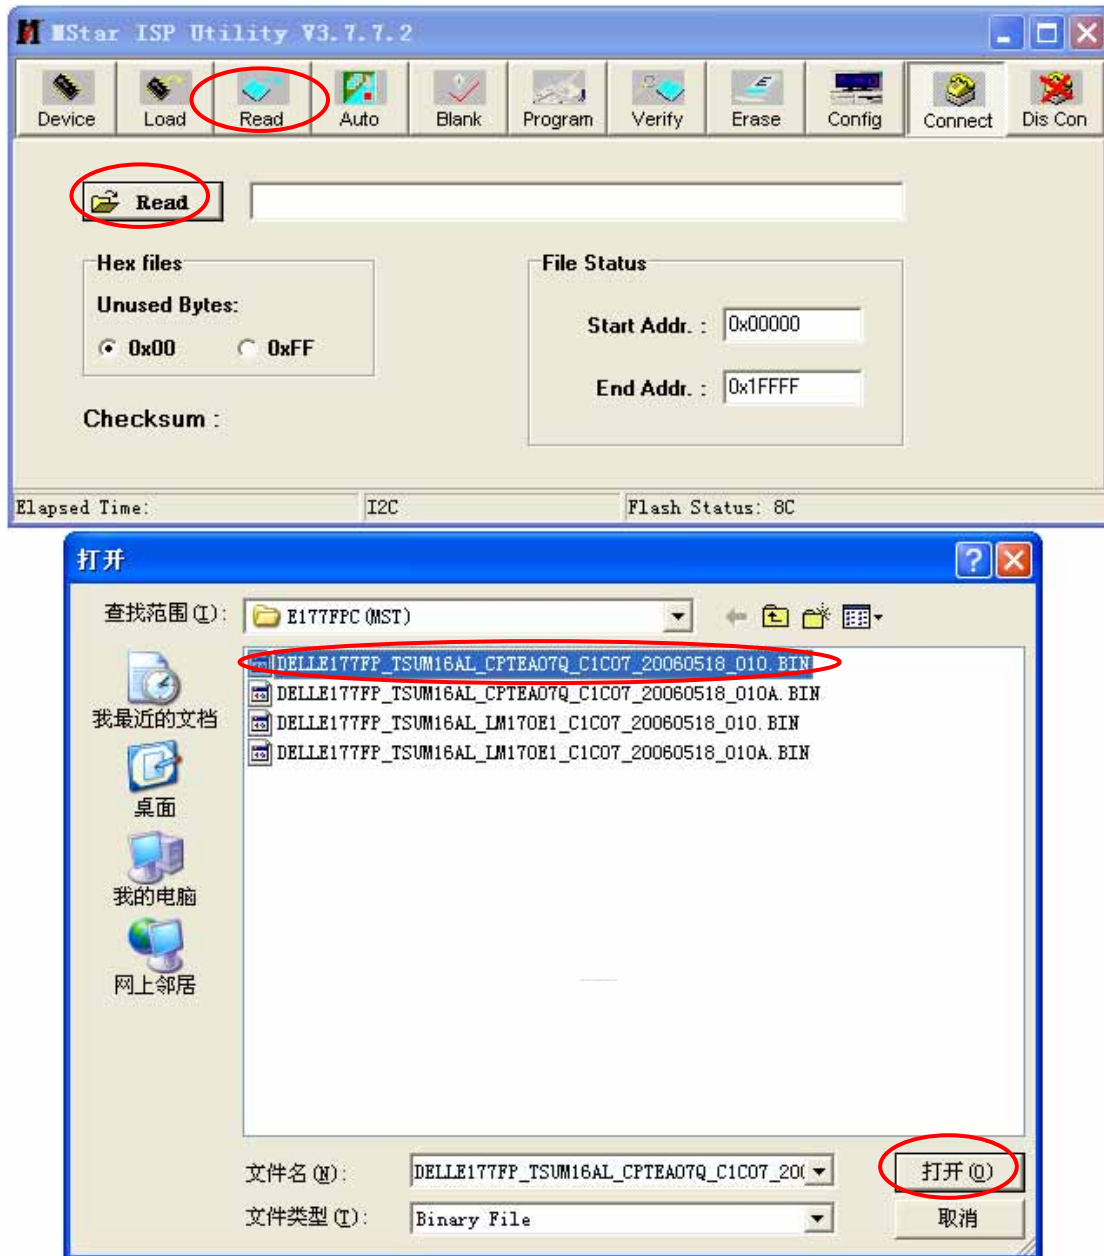 MStar ISP Utility V3.7.7.2
Device Load Read Auto Blank Program Verify Erase Config Connect Dis Con
Read
Hex files
Unused Bytes:
0x00 0xFF
Checksum :
File Status
Start Addr. : 0x00000
End Addr. : 0x1FFFF
Elapsed Time: I2C Flash Status: 8C
打开
查找范围(I): E177FPC(MST)
DELLE177FP_TSUM16AL_CPTEA07Q_C1C07_20060518_010.BIN
DELLE177FP_TSUM16AL_CPTEA07Q_C1C07_20060518_010A.BIN
DELLE177FP_TSUM16AL_LM170E1_C1C07_20060518_010.BIN
DELLE177FP_TSUM16AL_LM170E1_C1C07_20060518_010A.BIN
我最近的文档
桌面
我的电脑
网上邻居
文件名(N): DELLE177FP_TSUM16AL_CPTEA07Q_C1C07_20( 打开(O)
文件类型(T): Binary File 取消